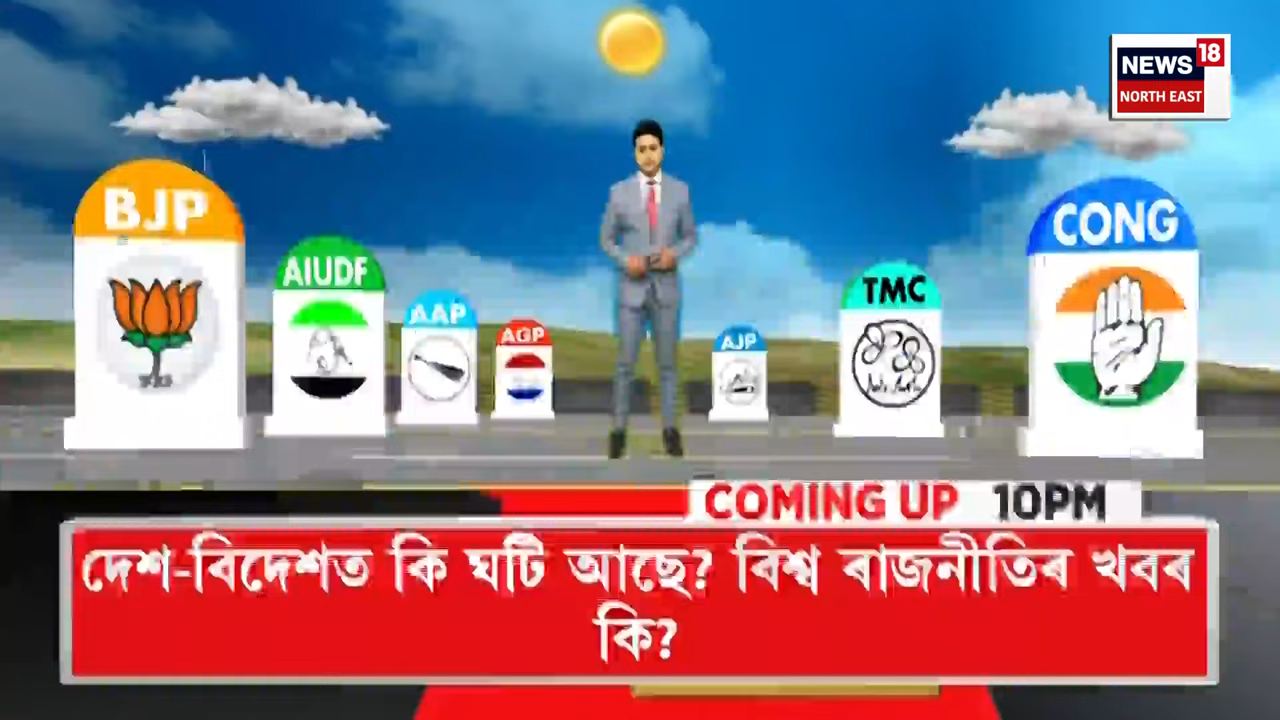 NEWS 18
NORTH EAST
BJP
AIUDF
AAP
AGP
AJP
TMC
CONG
COMING UP 10PM
দেশ-বিদেশত কি ঘটি আছে? বিশ্ব ৰাজনীতিৰ খবৰ
কি?